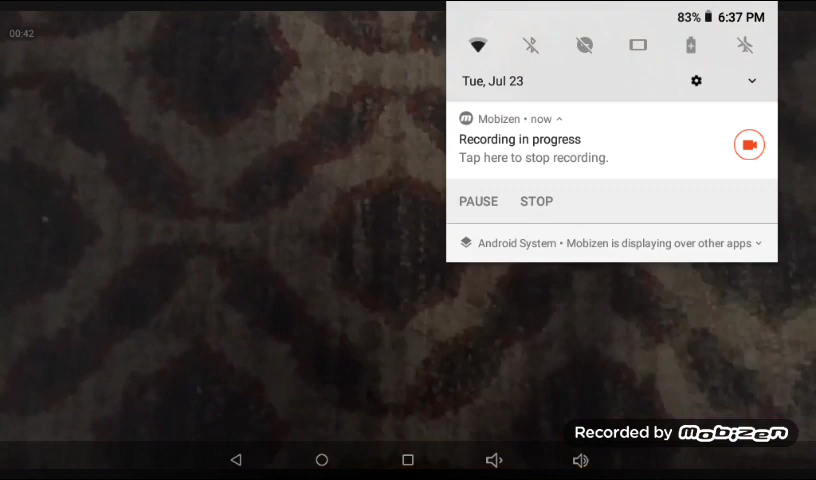 00:42
83% 6:37 PM
Tue, Jul 23
Mobizen • now
Recording in progress
Tap here to stop recording.
PAUSE STOP
Android System • Mobizen is displaying over other apps
Recorded by mobizen